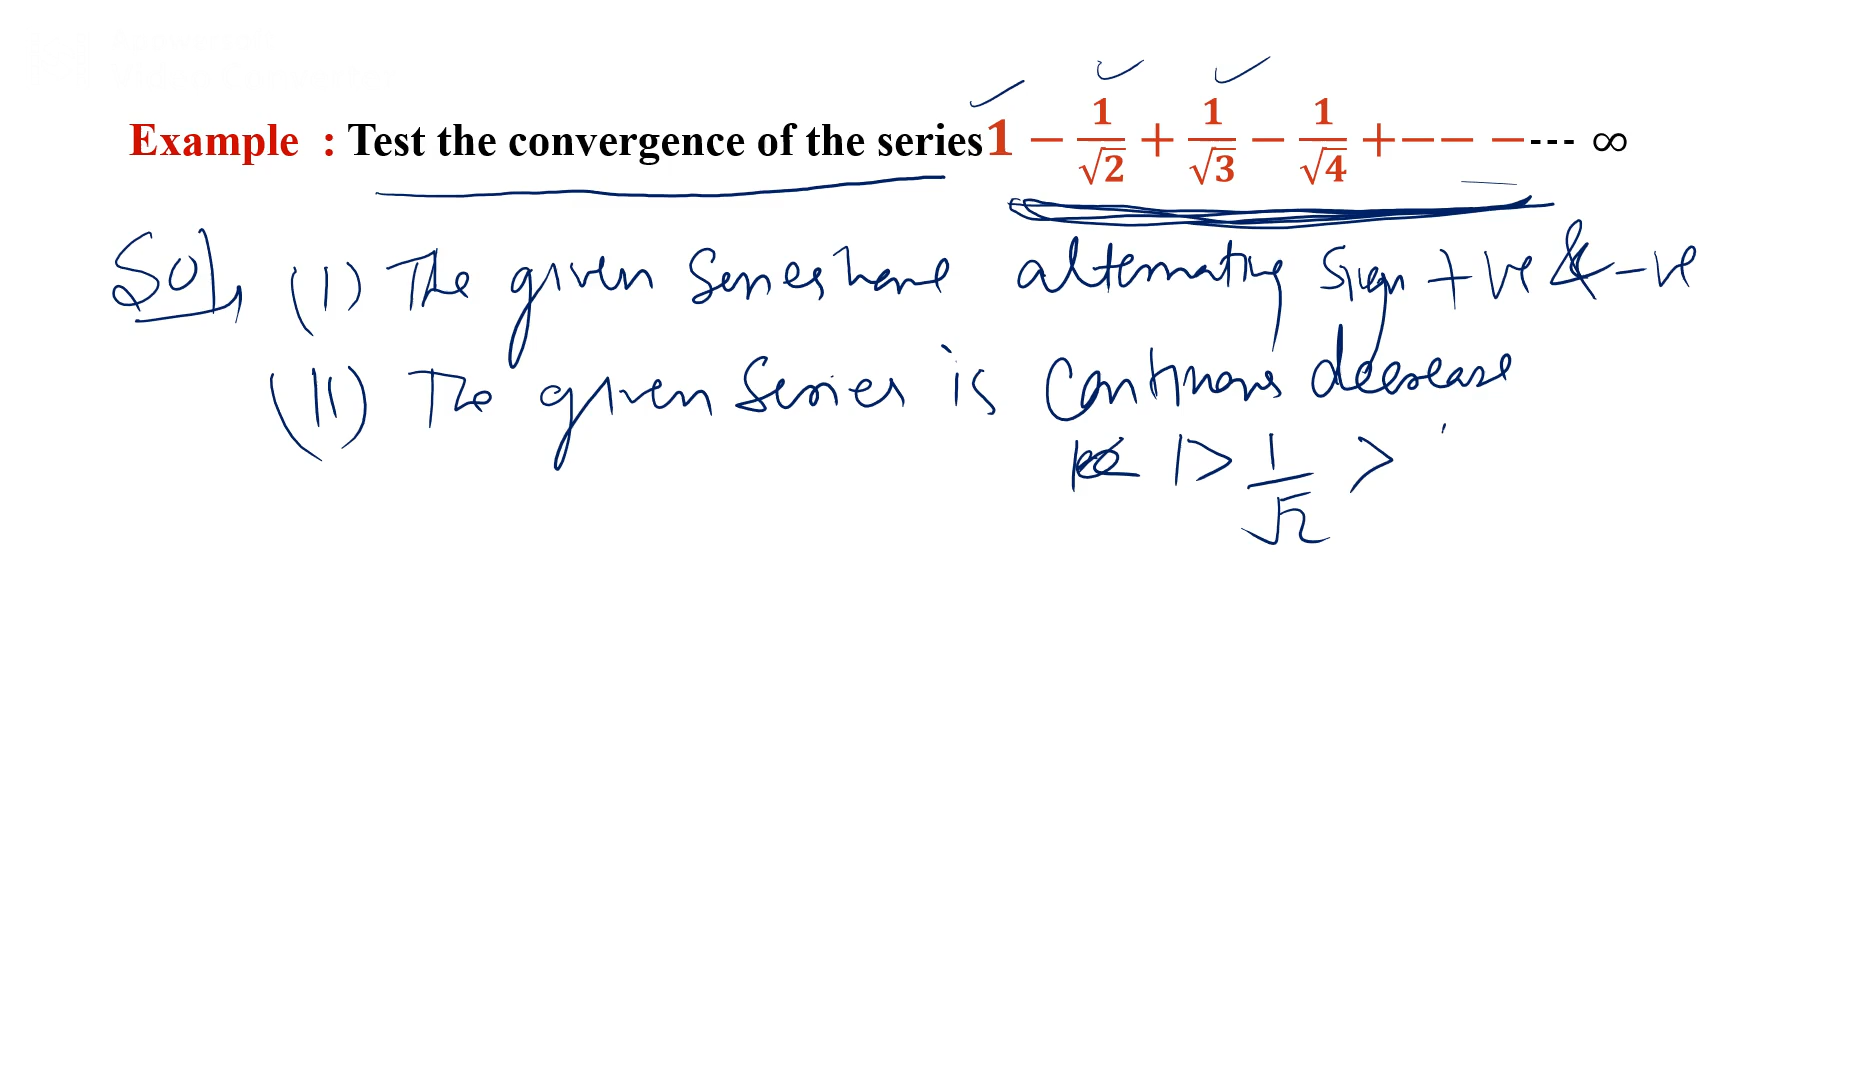 Example : Test the convergence of the series 1 − 1/√2 + 1/√3 − 1/√4 + − − − --- ∞
Sol, (I) The given series have alternating sign +ve & -ve
(II) The given series is continous decrease
1 > 1/√2 >